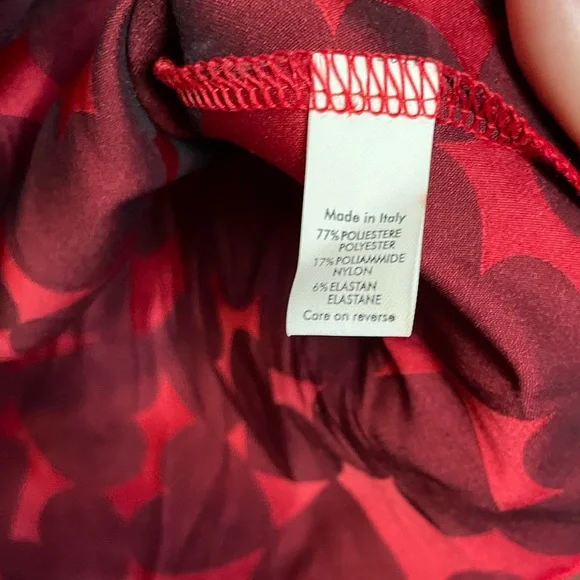 Made in Italy
77%POLIESTERE
POLYESTER
17%POLIAMMIDE
NYLON
6%ELASTAN
ELASTANE
Care on reverse